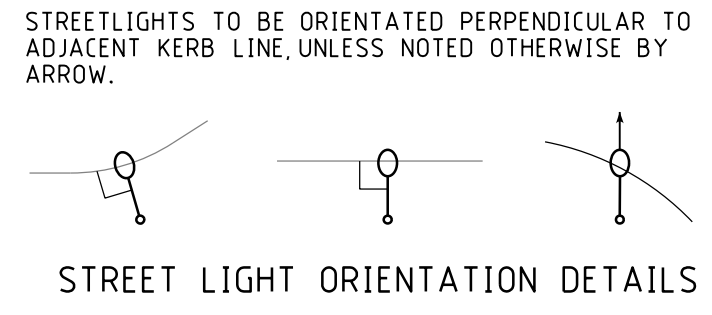 STREETLIGHTS TO BE ORIENTATED PERPENDICULAR TO
ADJACENT KERB LINE, UNLESS NOTED OTHERWISE BY
ARROW.
STREET LIGHT ORIENTATION DETAILS